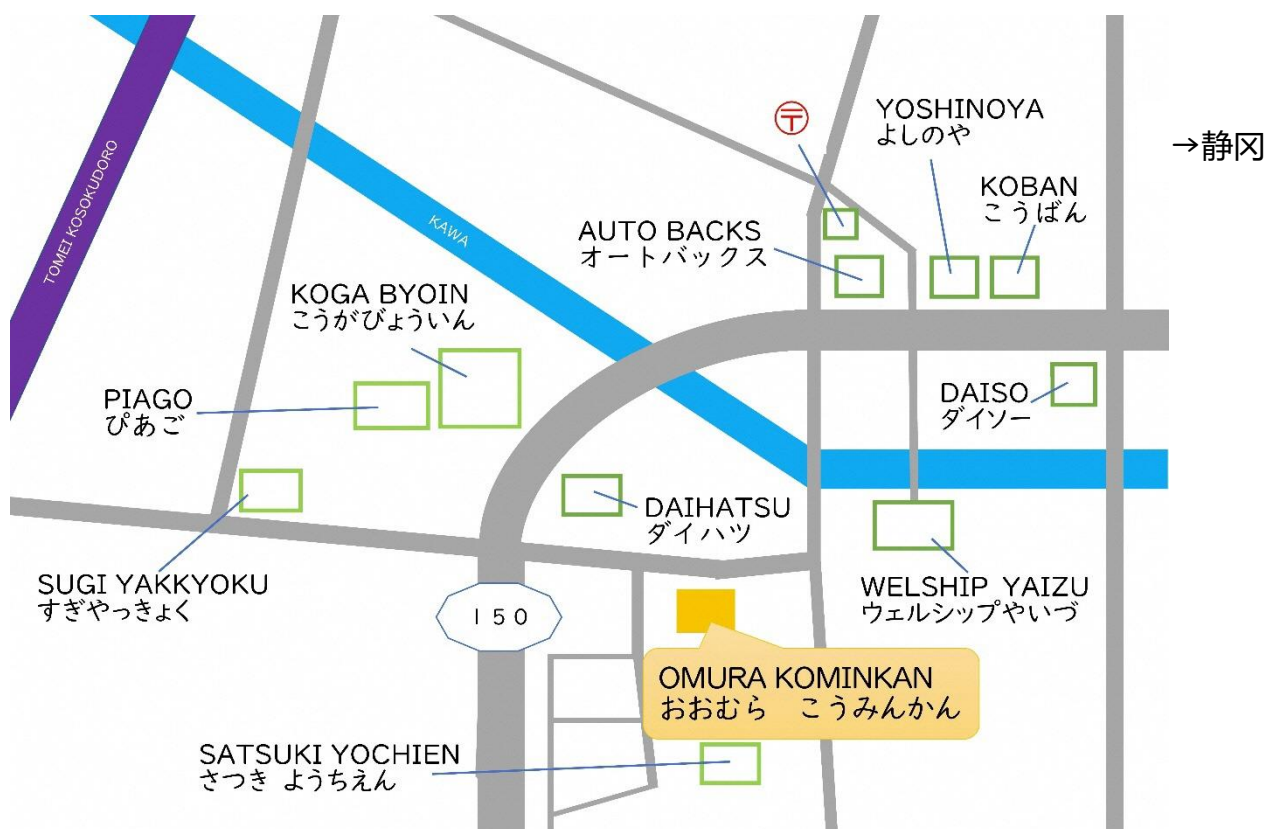 TOMEI KOSOKUDORO
KAWA
〒
YOSHINOYA
よしのや
→静冈
KOBAN
こうばん
AUTO BACKS
オートバックス
KOGA BYOIN
こうがびょういん
PIAGO
ぴあご
DAISO
ダイソー
DAIHATSU
ダイハツ
SUGI YAKKYOKU
すぎやっきょく
150
WELSHIP YAIZU
ウェルシップやいづ
OMURA KOMINKAN
おおむら こうみんかん
SATSUKI YOCHIEN
さつき ようちえん